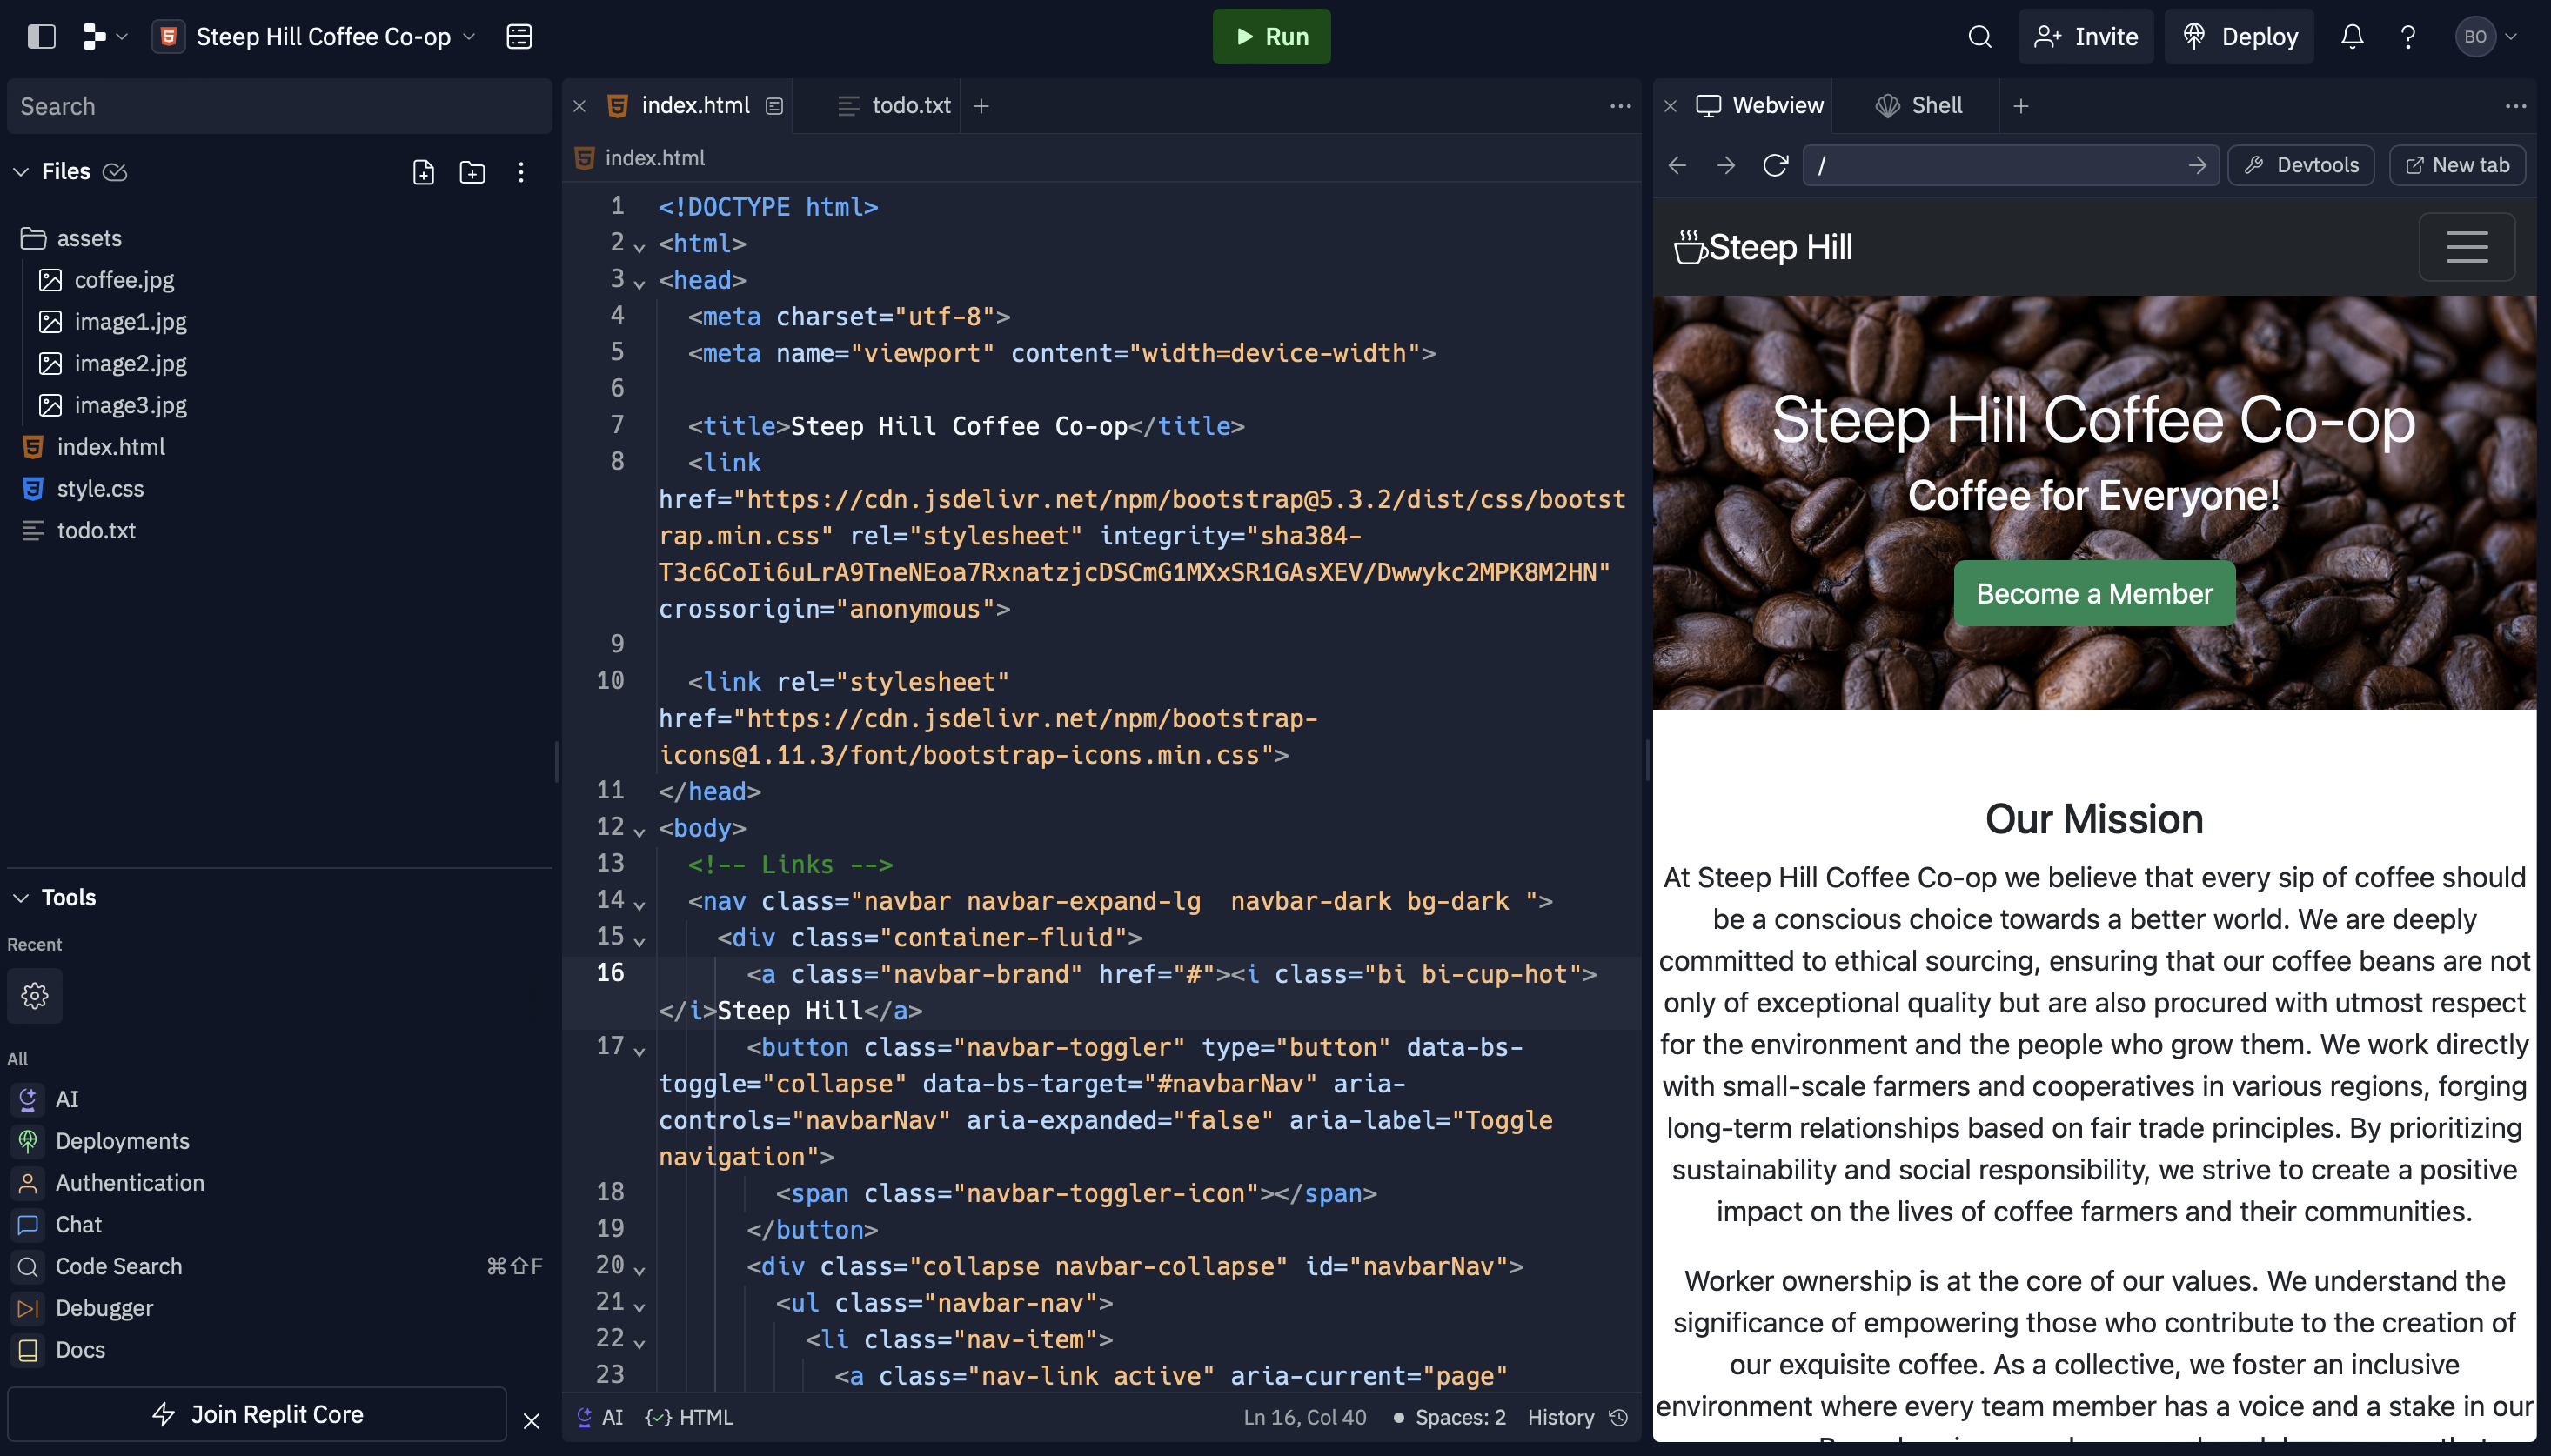 Steep Hill Coffee Co-op
Run
Invite
Deploy
BO
Search
Files
assets
coffee.jpg
image1.jpg
image2.jpg
image3.jpg
index.html
style.css
todo.txt
Tools
Recent
All
AI
Deployments
Authentication
Chat
Code Search ⌘⇧F
Debugger
Docs
Join Replit Core
index.html
todo.txt
index.html
1 <!DOCTYPE html>
2 <html>
3 <head>
4 <meta charset="utf-8">
5 <meta name="viewport" content="width=device-width">
6
7 <title>Steep Hill Coffee Co-op</title>
8 <link
href="https://cdn.jsdelivr.net/npm/bootstrap@5.3.2/dist/css/bootst
rap.min.css" rel="stylesheet" integrity="sha384-
T3c6CoIi6uLrA9TneNEoa7RxnatzjcDSCmG1MXxSR1GAsXEV/Dwwykc2MPK8M2HN"
crossorigin="anonymous">
9
10 <link rel="stylesheet"
href="https://cdn.jsdelivr.net/npm/bootstrap-
icons@1.11.3/font/bootstrap-icons.min.css">
11 </head>
12 <body>
13 <!-- Links -->
14 <nav class="navbar navbar-expand-lg  navbar-dark bg-dark ">
15 <div class="container-fluid">
16 <a class="navbar-brand" href="#"><i class="bi bi-cup-hot">
</i>Steep Hill</a>
17 <button class="navbar-toggler" type="button" data-bs-
toggle="collapse" data-bs-target="#navbarNav" aria-
controls="navbarNav" aria-expanded="false" aria-label="Toggle
navigation">
18 <span class="navbar-toggler-icon"></span>
19 </button>
20 <div class="collapse navbar-collapse" id="navbarNav">
21 <ul class="navbar-nav">
22 <li class="nav-item">
23 <a class="nav-link active" aria-current="page"
AI
HTML
Ln 16, Col 40
Spaces: 2
History
Webview
Shell
/
Devtools
New tab
Steep Hill
Steep Hill Coffee Co-op
Coffee for Everyone!
Become a Member
Our Mission
At Steep Hill Coffee Co-op we believe that every sip of coffee should
be a conscious choice towards a better world. We are deeply
committed to ethical sourcing, ensuring that our coffee beans are not
only of exceptional quality but are also procured with utmost respect
for the environment and the people who grow them. We work directly
with small-scale farmers and cooperatives in various regions, forging
long-term relationships based on fair trade principles. By prioritizing
sustainability and social responsibility, we strive to create a positive
impact on the lives of coffee farmers and their communities.
Worker ownership is at the core of our values. We understand the
significance of empowering those who contribute to the creation of
our exquisite coffee. As a collective, we foster an inclusive
environment where every team member has a voice and a stake in our